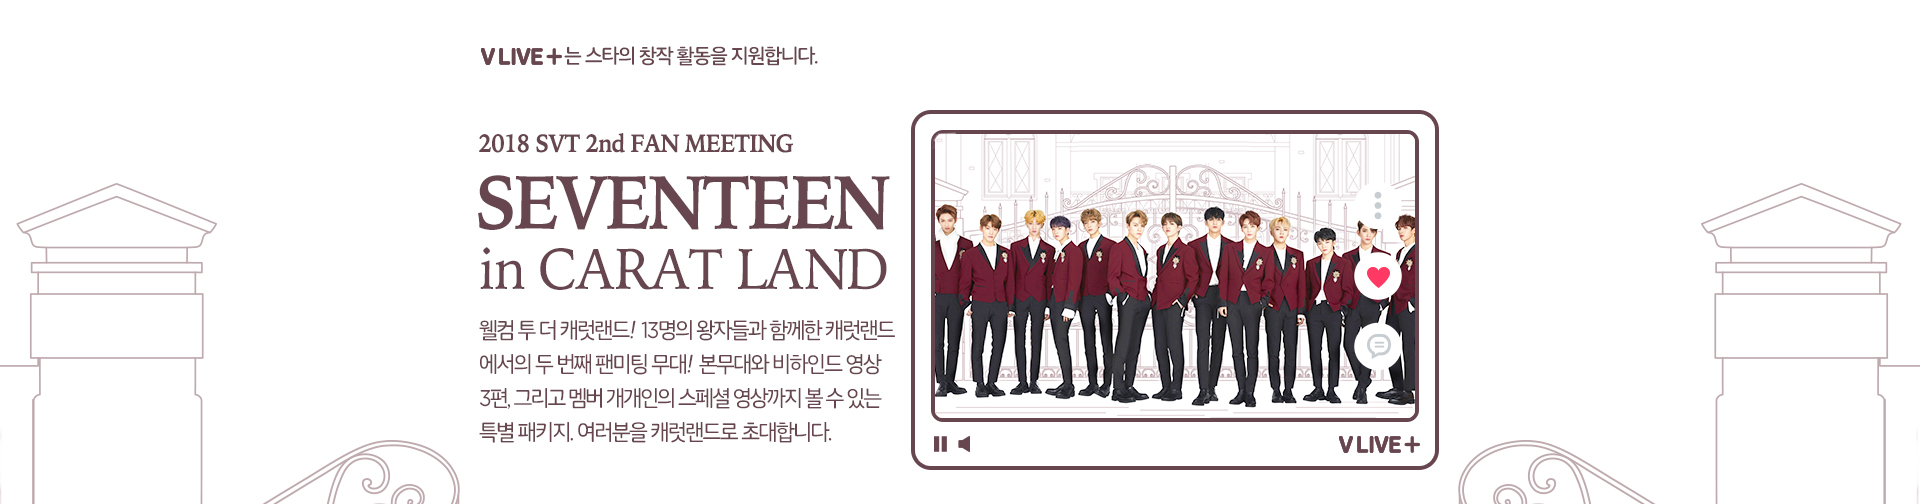 V LIVE+는 스타의 창작 활동을 지원합니다.
2018 SVT 2nd FAN MEETING
SEVENTEEN
in CARAT LAND
웰컴 투 더 캐럿랜드! 13명의 왕자들과 함께한 캐럿랜드
에서의 두 번째 팬미팅 무대! 본무대와 비하인드 영상
3편, 그리고 멤버 개개인의 스페셜 영상까지 볼 수 있는
특별 패키지. 여러분을 캐럿랜드로 초대합니다.
V LIVE+